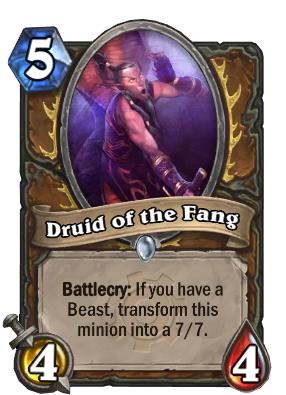 5
Druid of the Fang
Battlecry: If you have a
Beast, transform this
minion into a 7/7.
4 4